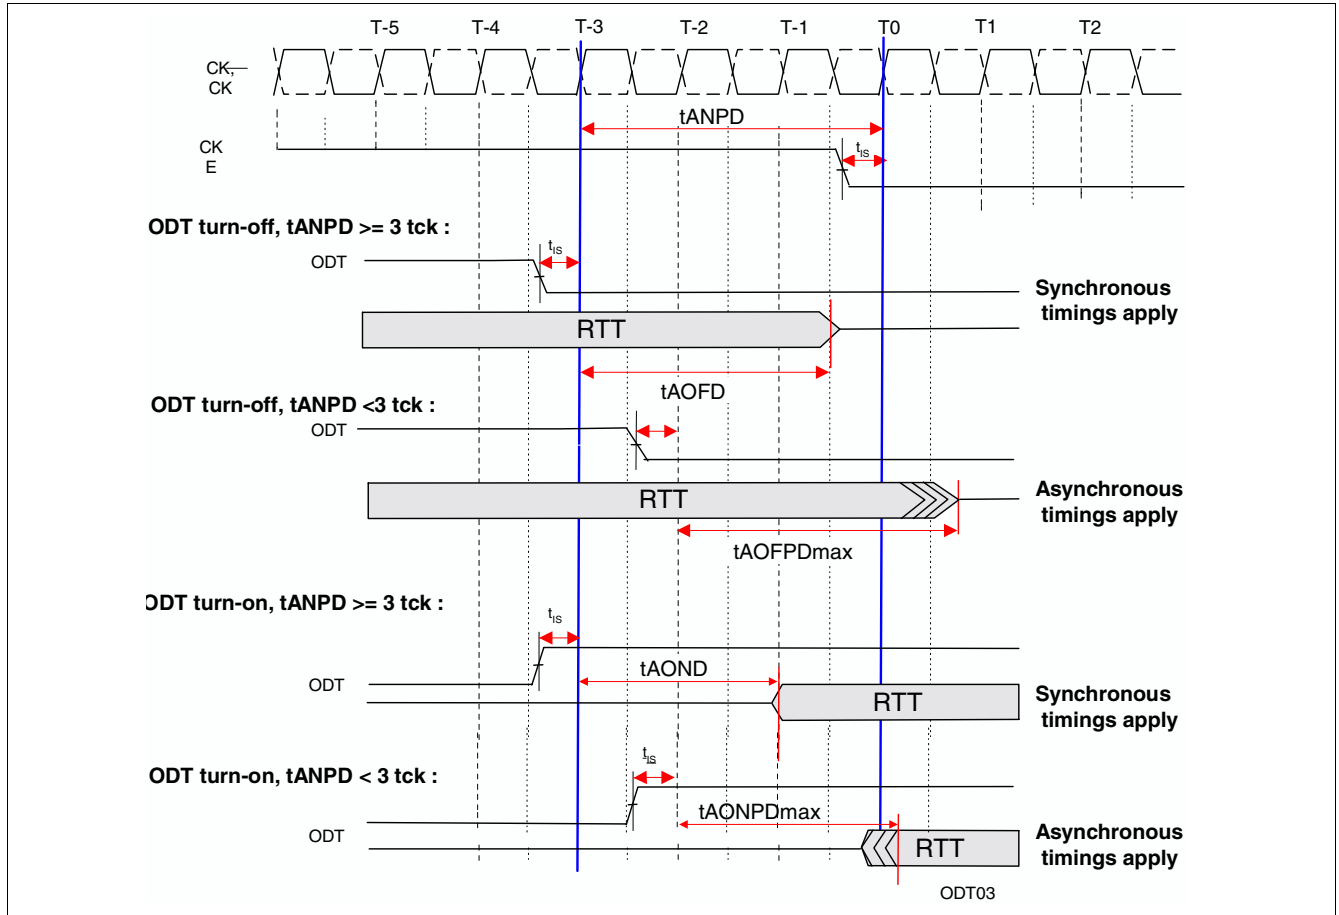 T-5 T-4 T-3 T-2 T-1 T0 T1 T2
CK,
CK
tANPD
CK
E
tIS
ODT turn-off, tANPD >= 3 tck :
tIS
ODT
Synchronous
timings apply
RTT
tAOFD
ODT turn-off, tANPD <3 tck :
ODT
RTT
Asynchronous
timings apply
tAOFPDmax
ODT turn-on, tANPD >= 3 tck :
tIS
tAOND
ODT
RTT
Synchronous
timings apply
tIS
ODT turn-on, tANPD < 3 tck :
tAONPDmax
ODT
RTT
Asynchronous
timings apply
ODT03